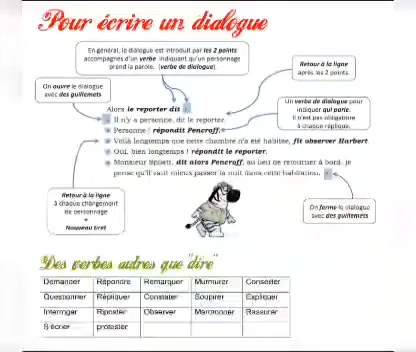 Pour écrire un dialogue
En général, le dialogue est introduit par les 2 points
accompagnés d'un verbe indiquant qu'un personnage
prend la parole. (verbe de dialogue).
Retour à la ligne
après les 2 points.
On ouvre le dialogue
avec des guillemets
Un verbe de dialogue pour
indiquer qui parle.
Il n'est pas obligatoire
à chaque réplique.
Alors le reporter dit :
Il n'y a personne, dit le reporter.
Personne ! répondit Pencroff.
Voilà longtemps que cette chambre n'a été habitée, fit observer Harbert
Oui, bien longtemps ! répondit le reporter.
Monsieur Spilett, dit alors Pencroff, au lieu de retourner à bord, je
pense qu'il vaut mieux passer la nuit dans cette habitation.
Retour à la ligne
à chaque changement
de personnage
+
Nouveau tiret
On ferme le dialogue
avec des guillemets
Des verbes autres que "dire"
Demander Répondre Remarquer Murmurer Conseiller
Questionner Répliquer Constater Soupirer Expliquer
Interroger Riposter Observer Marmonner Rassurer
S'écrier protester